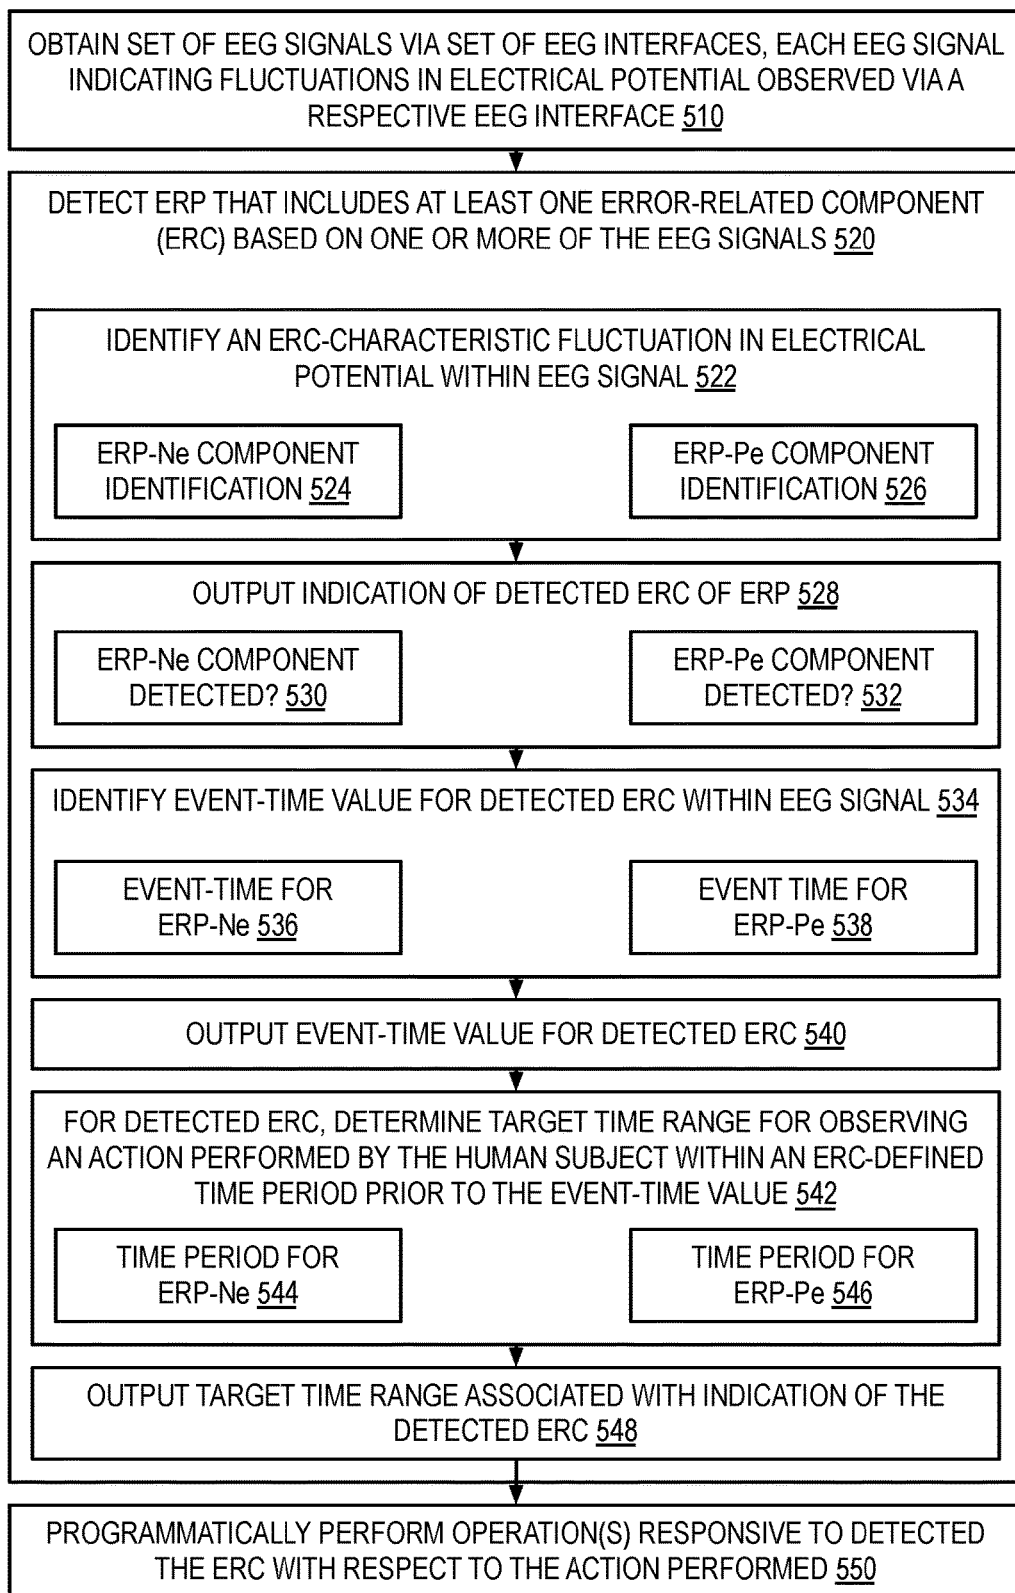 OBTAIN SET OF EEG SIGNALS VIA SET OF EEG INTERFACES, EACH EEG SIGNAL
INDICATING FLUCTUATIONS IN ELECTRICAL POTENTIAL OBSERVED VIA A
RESPECTIVE EEG INTERFACE 510
DETECT ERP THAT INCLUDES AT LEAST ONE ERROR-RELATED COMPONENT
(ERC) BASED ON ONE OR MORE OF THE EEG SIGNALS 520
IDENTIFY AN ERC-CHARACTERISTIC FLUCTUATION IN ELECTRICAL
POTENTIAL WITHIN EEG SIGNAL 522
ERP-Ne COMPONENT
IDENTIFICATION 524
ERP-Pe COMPONENT
IDENTIFICATION 526
OUTPUT INDICATION OF DETECTED ERC OF ERP 528
ERP-Ne COMPONENT
DETECTED? 530
ERP-Pe COMPONENT
DETECTED? 532
IDENTIFY EVENT-TIME VALUE FOR DETECTED ERC WITHIN EEG SIGNAL 534
EVENT-TIME FOR
ERP-Ne 536
EVENT TIME FOR
ERP-Pe 538
OUTPUT EVENT-TIME VALUE FOR DETECTED ERC 540
FOR DETECTED ERC, DETERMINE TARGET TIME RANGE FOR OBSERVING
AN ACTION PERFORMED BY THE HUMAN SUBJECT WITHIN AN ERC-DEFINED
TIME PERIOD PRIOR TO THE EVENT-TIME VALUE 542
TIME PERIOD FOR
ERP-Ne 544
TIME PERIOD FOR
ERP-Pe 546
OUTPUT TARGET TIME RANGE ASSOCIATED WITH INDICATION OF THE
DETECTED ERC 548
PROGRAMMATICALLY PERFORM OPERATION(S) RESPONSIVE TO DETECTED
THE ERC WITH RESPECT TO THE ACTION PERFORMED 550